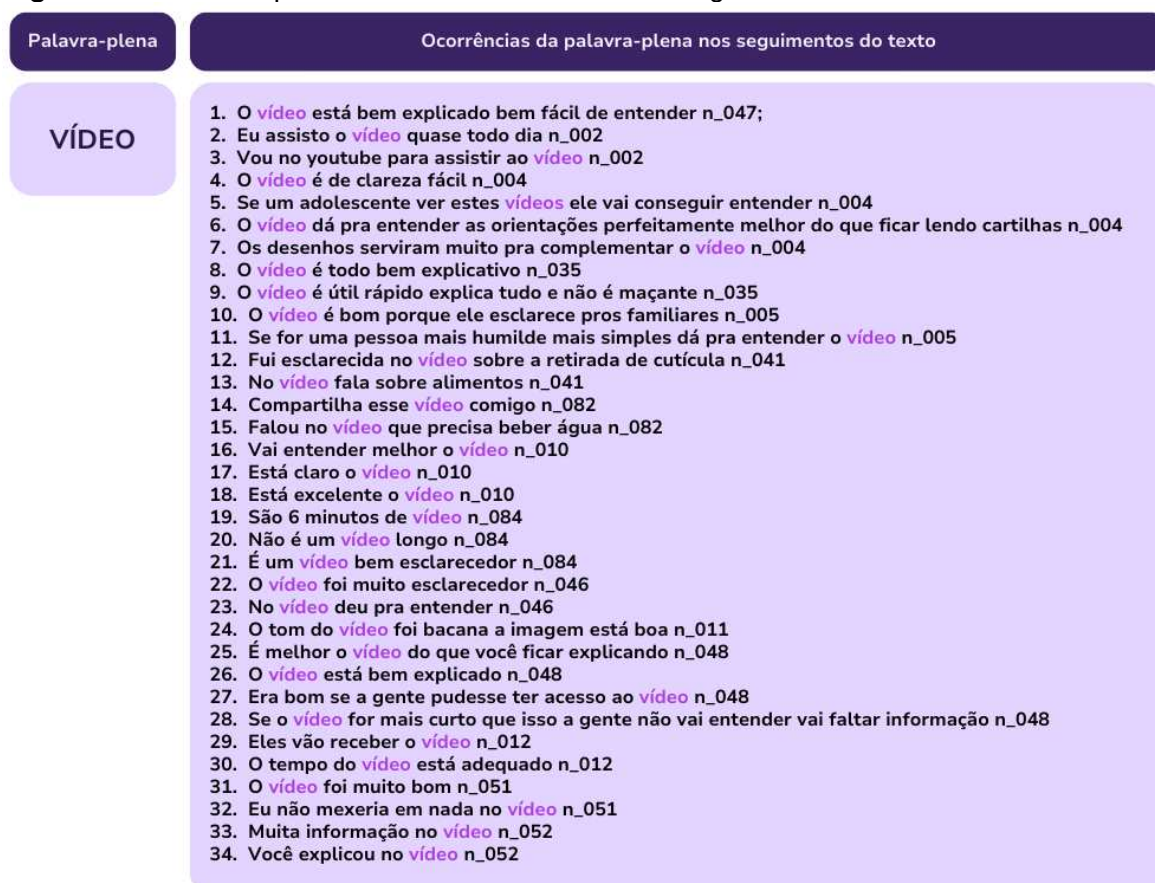 Palavra-plena
Ocorrências da palavra-plena nos seguimentos do texto
VÍDEO
1. O vídeo está bem explicado bem fácil de entender n_047;
2. Eu assisto o vídeo quase todo dia n_002
3. Vou no youtube para assistir ao vídeo n_002
4. O vídeo é de clareza fácil n_004
5. Se um adolescente ver estes vídeos ele vai conseguir entender n_004
6. O vídeo dá pra entender as orientações perfeitamente melhor do que ficar lendo cartilhas n_004
7. Os desenhos serviram muito pra complementar o vídeo n_004
8. O vídeo é todo bem explicativo n_035
9. O vídeo é útil rápido explica tudo e não é maçante n_035
10. O vídeo é bom porque ele esclarece pros familiares n_005
11. Se for uma pessoa mais humilde mais simples dá pra entender o vídeo n_005
12. Fui esclarecida no vídeo sobre a retirada de cutícula n_041
13. No vídeo fala sobre alimentos n_041
14. Compartilha esse vídeo comigo n_082
15. Falou no vídeo que precisa beber água n_082
16. Vai entender melhor o vídeo n_010
17. Está claro o vídeo n_010
18. Está excelente o vídeo n_010
19. São 6 minutos de vídeo n_084
20. Não é um vídeo longo n_084
21. É um vídeo bem esclarecedor n_084
22. O vídeo foi muito esclarecedor n_046
23. No vídeo deu pra entender n_046
24. O tom do vídeo foi bacana a imagem está boa n_011
25. É melhor o vídeo do que você ficar explicando n_048
26. O vídeo está bem explicado n_048
27. Era bom se a gente pudesse ter acesso ao vídeo n_048
28. Se o vídeo for mais curto que isso a gente não vai entender vai faltar informação n_048
29. Eles vão receber o vídeo n_012
30. O tempo do vídeo está adequado n_012
31. O vídeo foi muito bom n_051
32. Eu não mexeria em nada no vídeo n_051
33. Muita informação no vídeo n_052
34. Você explicou no vídeo n_052